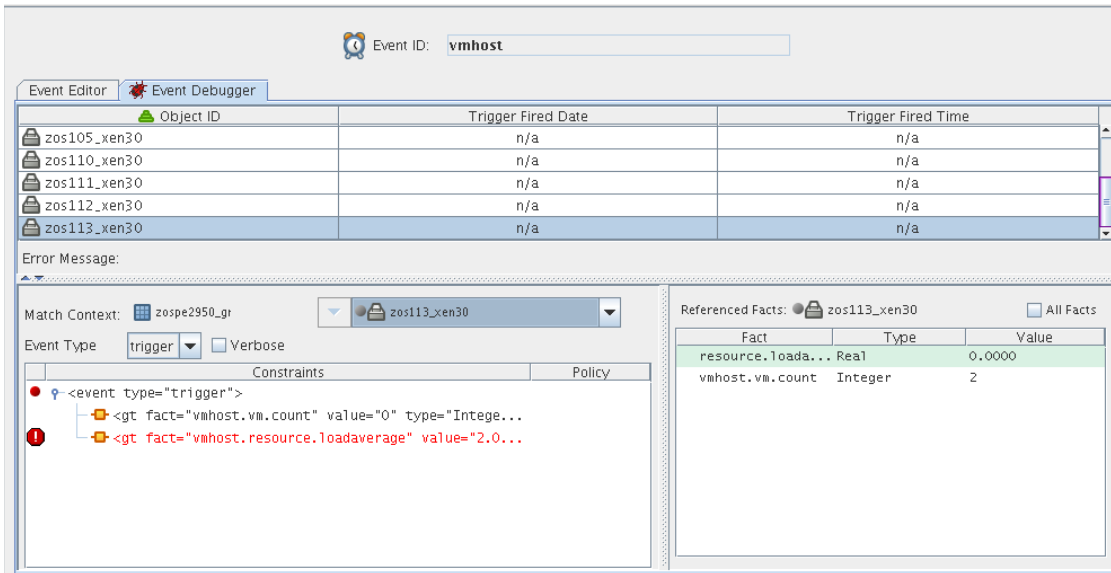 Event ID: vmhost
Event Editor Event Debugger
Object ID Trigger Fired Date Trigger Fired Time
zos105_xen30 n/a n/a
zos110_xen30 n/a n/a
zos111_xen30 n/a n/a
zos112_xen30 n/a n/a
zos113_xen30 n/a n/a
Error Message:
Match Context: zospe2950_gr zos113_xen30
Event Type trigger Verbose
Constraints Policy
<event type="trigger">
<gt fact="vmhost.vm.count" value="0" type="Intege...
<gt fact="vmhost.resource.loadaverage" value="2.0...
Referenced Facts: zos113_xen30 All Facts
Fact Type Value
resource.loada... Real 0.0000
vmhost.vm.count Integer 2